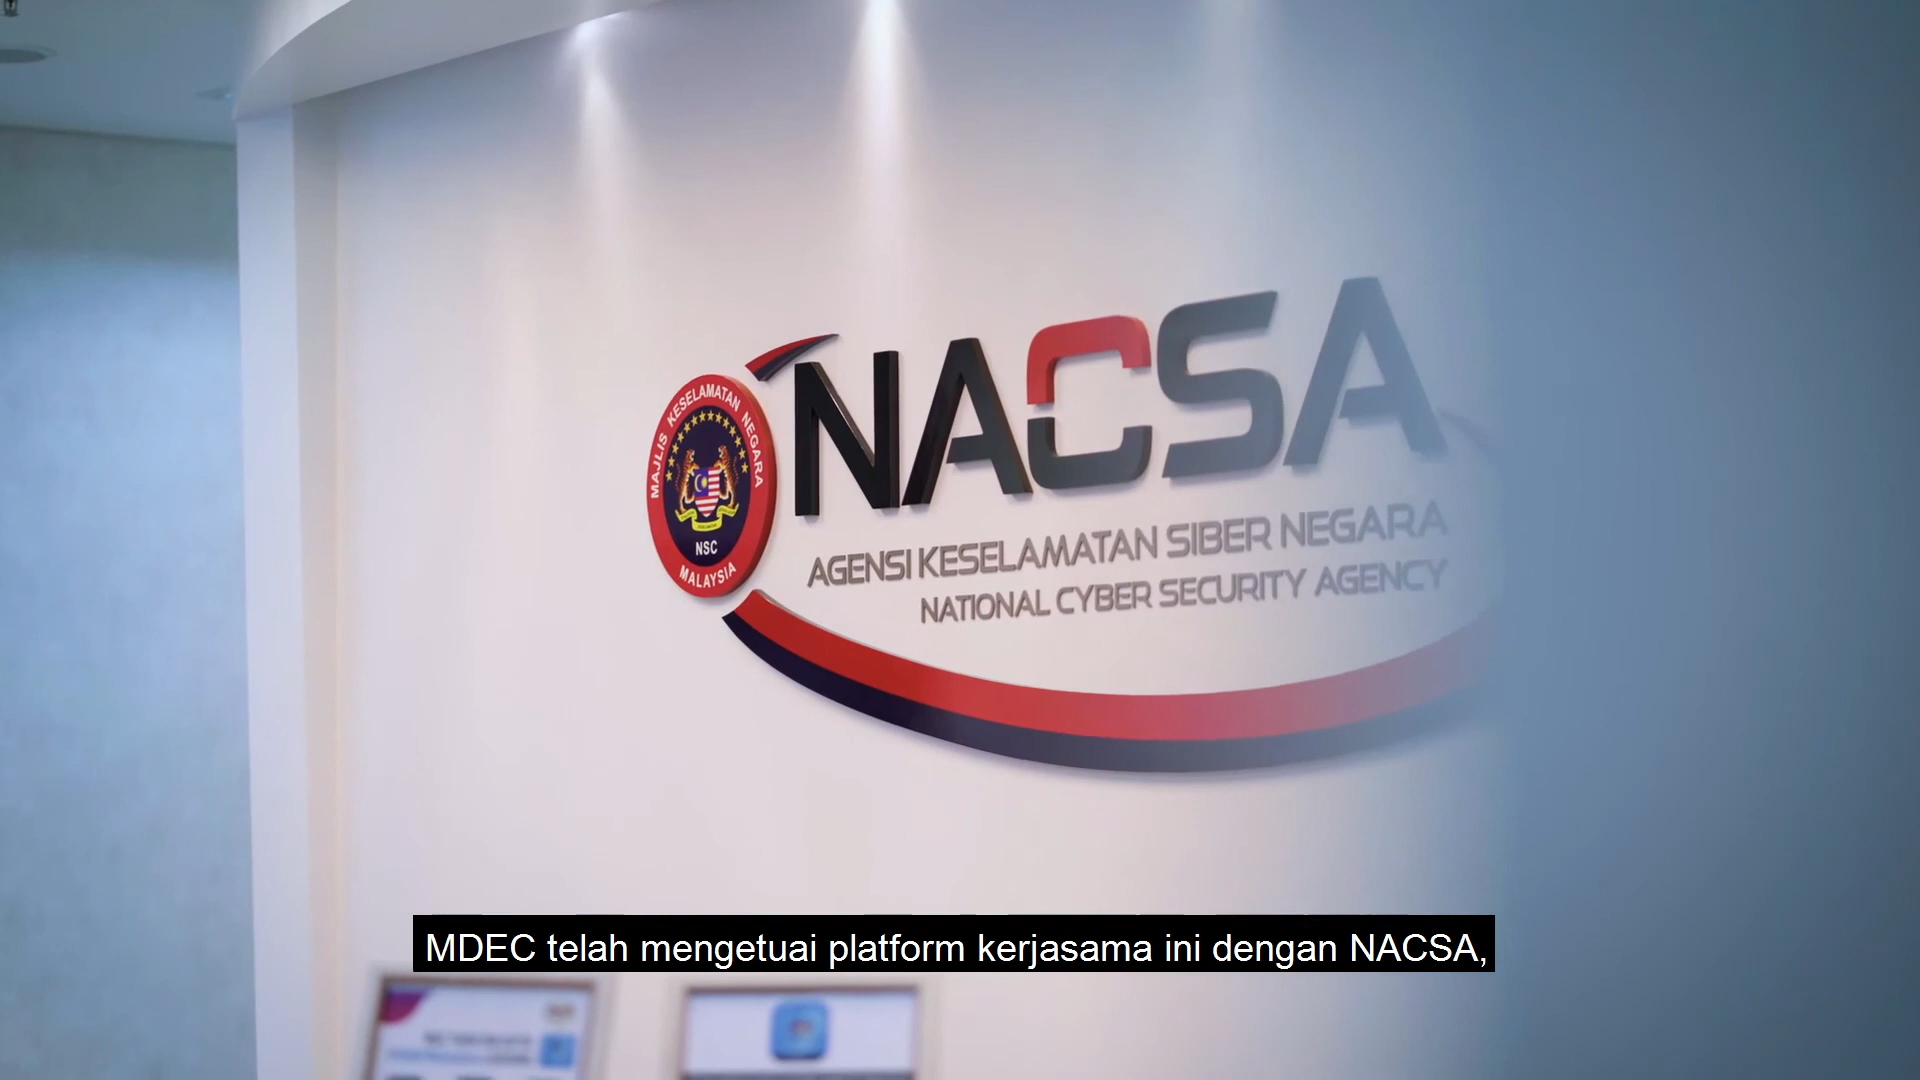 MAJLIS KESELAMATAN NEGARA
NSC
MALAYSIA
NACSA
AGENSI KESELAMATAN SIBER NEGARA
NATIONAL CYBER SECURITY AGENCY
MDEC telah mengetuai platform kerjasama ini dengan NACSA,